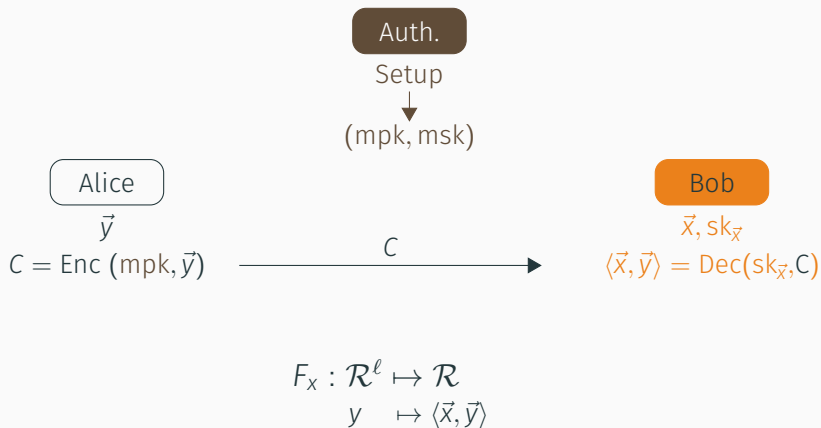 Auth.
Setup
(mpk, msk)
Alice
Bob
y⃗
x⃗, sk_x⃗
C = Enc (mpk, y⃗)
C
⟨x⃗, y⃗⟩ = Dec(sk_x⃗, C)
F_x : ℛ^ℓ ↦ ℛ
y ↦ ⟨x⃗, y⃗⟩